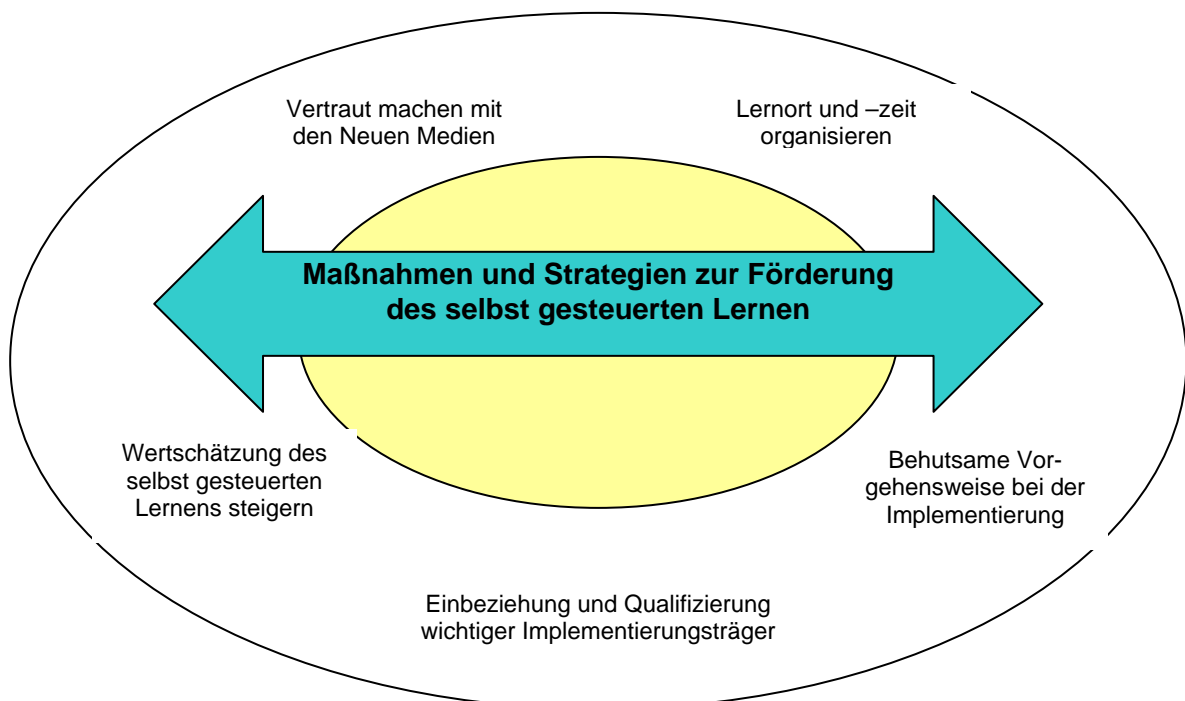 Vertraut machen mit
den Neuen Medien
Lernort und –zeit
organisieren
Maßnahmen und Strategien zur Förderung
des selbst gesteuerten Lernen
Wertschätzung des
selbst gesteuerten
Lernens steigern
Behutsame Vor-
gehensweise bei der
Implementierung
Einbeziehung und Qualifizierung
wichtiger Implementierungsträger